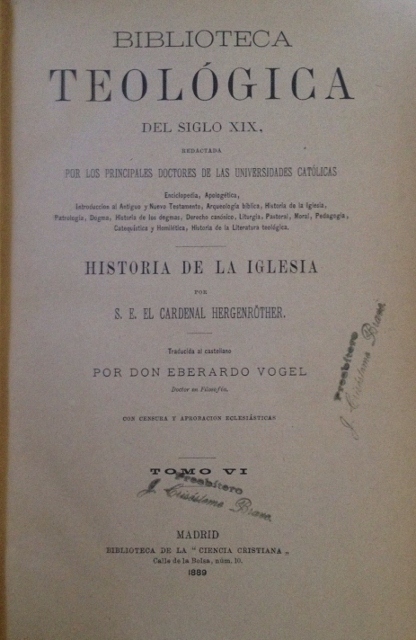 BIBLIOTECA
TEOLÓGICA
DEL SIGLO XIX,
REDACTADA
POR LOS PRINCIPALES DOCTORES DE LAS UNIVERSIDADES CATÓLICAS
Enciclopedia, Apologética,
Introduccion al Antiguo y Nuevo Testamento, Arqueología bíblica, Historia de la Iglesia,
Patrología, Dogma, Historia de los dogmas, Derecho canónico, Liturgia, Pastoral, Moral, Pedagogía,
Catequística y Homilética, Historia de la Literatura teológica.
HISTORIA DE LA IGLESIA
POR
S. E. EL CARDENAL HERGENRÖTHER.
Traducida al castellano
POR DON EBERARDO VOGEL
Doctor en Filosofía,
CON CENSURA Y APROBACION ECLESIÁSTICAS
TOMO VI
Presbítero
J. Crisóstomo
Presbítero
J. Crisóstomo
MADRID
BIBLIOTECA DE LA "CIENCIA CRISTIANA„
Calle de la Bolsa, núm. 10.
1889